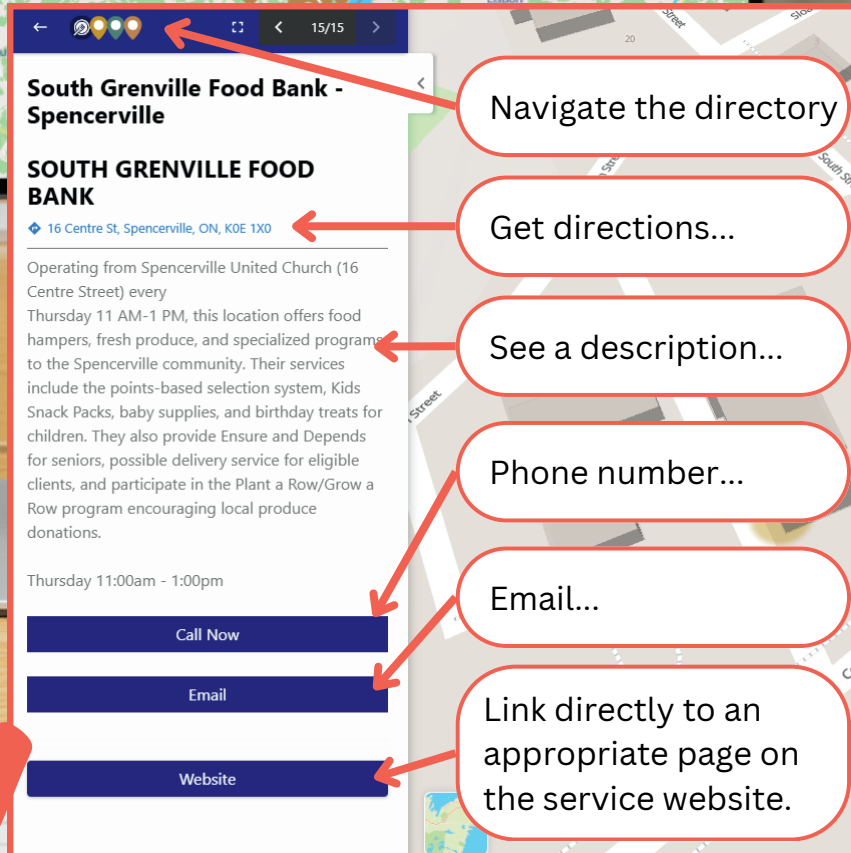 15/15
South Grenville Food Bank -
Spencerville
SOUTH GRENVILLE FOOD
BANK
16 Centre St, Spencerville, ON, K0E 1X0
Operating from Spencerville United Church (16
Centre Street) every
Thursday 11 AM-1 PM, this location offers food
hampers, fresh produce, and specialized programs
to the Spencerville community. Their services
include the points-based selection system, Kids
Snack Packs, baby supplies, and birthday treats for
children. They also provide Ensure and Depends
for seniors, possible delivery service for eligible
clients, and participate in the Plant a Row/Grow a
Row program encouraging local produce
donations.
Thursday 11:00am - 1:00pm
Call Now
Email
Website
Navigate the directory
Get directions...
See a description...
Phone number...
Email...
Link directly to an
appropriate page on
the service website.
Street
20
South
Street